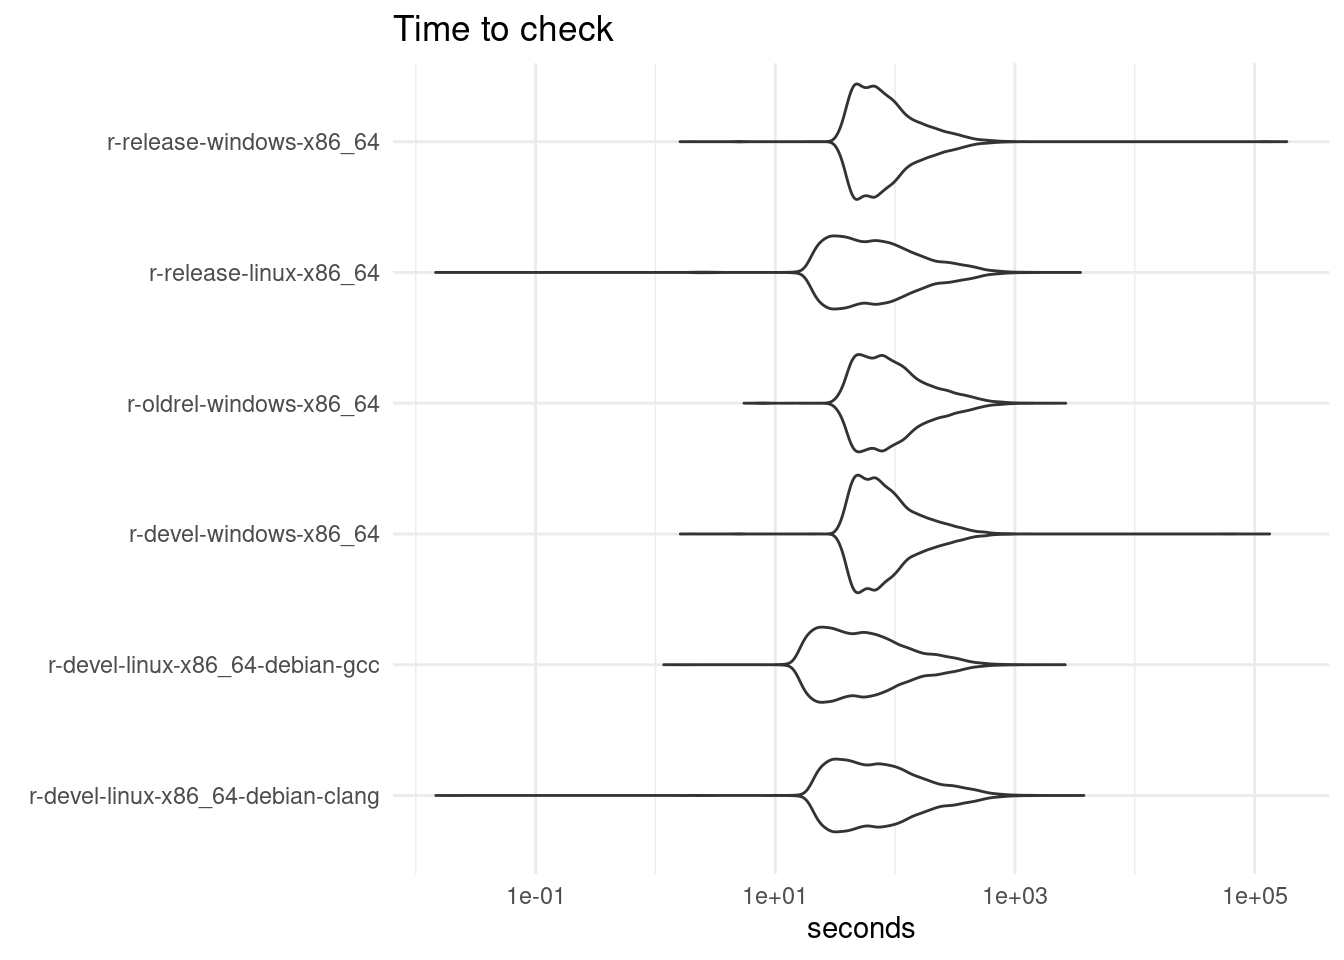 Time to check
r-release-windows-x86_64
r-release-linux-x86_64
r-oldrel-windows-x86_64
r-devel-windows-x86_64
r-devel-linux-x86_64-debian-gcc
r-devel-linux-x86_64-debian-clang
1e-01 1e+01 1e+03 1e+05
seconds